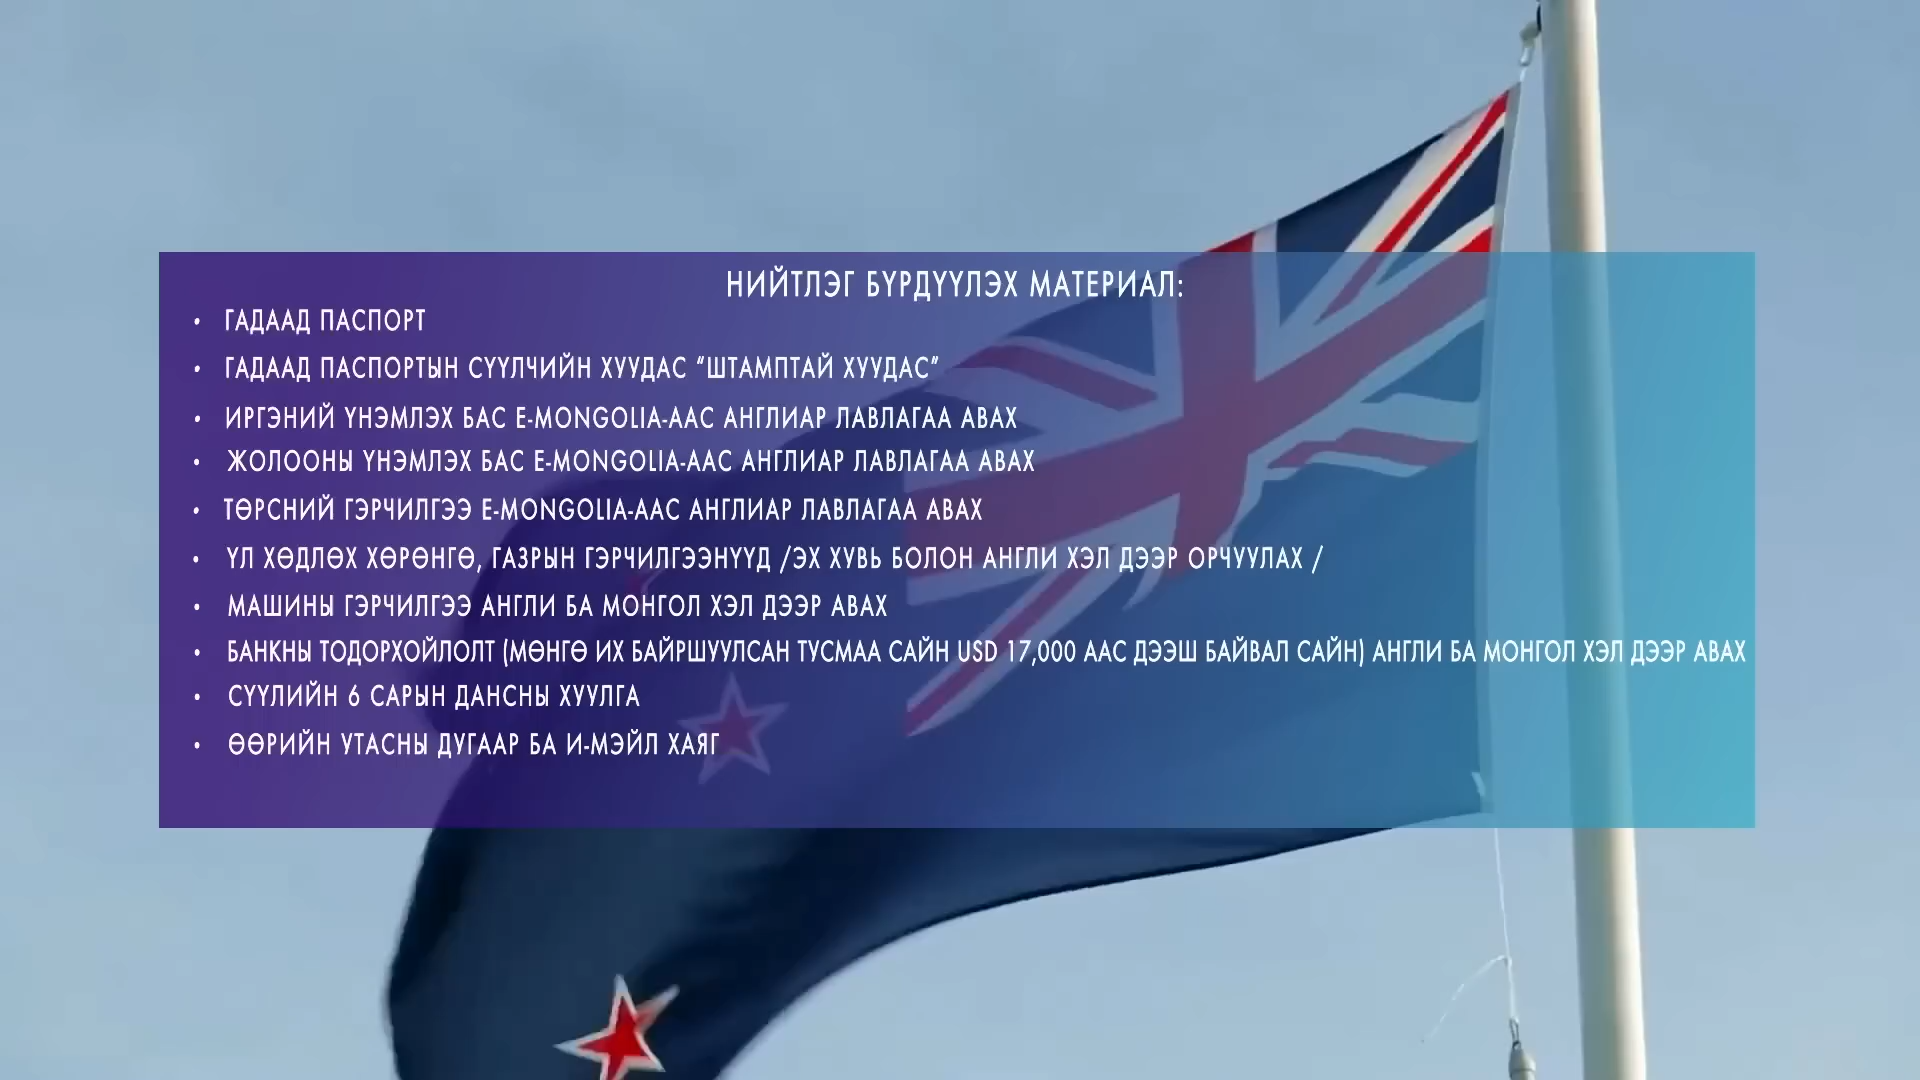 НИЙТЛЭГ БҮРДҮҮЛЭХ МАТЕРИАЛ:
• ГАДААД ПАСПОРТ
• ГАДААД ПАСПОРТЫН СҮҮЛЧИЙН ХУУДАС “ШТАМПТАЙ ХУУДАС”
• ИРГЭНИЙ ҮНЭМЛЭХ БАС E-MONGOLIA-ААС АНГЛИАР ЛАВЛАГАА АВАХ
• ЖОЛООНЫ ҮНЭМЛЭХ БАС E-MONGOLIA-ААС АНГЛИАР ЛАВЛАГАА АВАХ
• ТӨРСНИЙ ГЭРЧИЛГЭЭ E-MONGOLIA-ААС АНГЛИАР ЛАВЛАГАА АВАХ
• ҮЛ ХӨДЛӨХ ХӨРӨНГӨ, ГАЗРЫН ГЭРЧИЛГЭЭНҮҮД /ЭХ ХУВЬ БОЛОН АНГЛИ ХЭЛ ДЭЭР ОРЧУУЛАХ /
• МАШИНЫ ГЭРЧИЛГЭЭ АНГЛИ БА МОНГОЛ ХЭЛ ДЭЭР АВАХ
• БАНКНЫ ТОДОРХОЙЛОЛТ (МӨНГӨ ИХ БАЙРШУУЛСАН ТУСМАА САЙН USD 17,000 ААС ДЭЭШ БАЙВАЛ САЙН) АНГЛИ БА МОНГОЛ ХЭЛ ДЭЭР АВАХ
• СҮҮЛИЙН 6 САРЫН ДАНСНЫ ХУУЛГА
• ӨӨРИЙН УТАСНЫ ДУГААР БА И-МЭЙЛ ХАЯГ